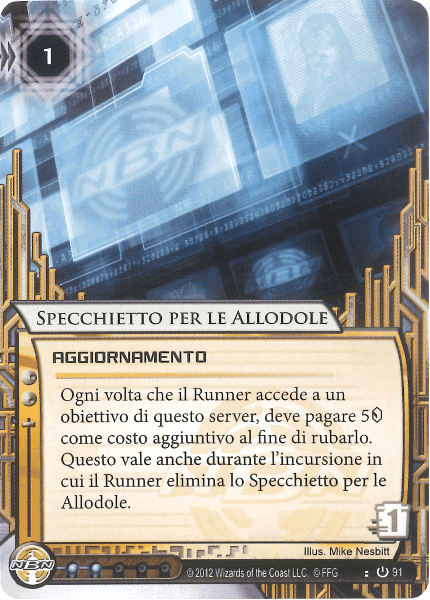 1
NBN
SPECCHIETTO PER LE ALLODOLE
AGGIORNAMENTO
Ogni volta che il Runner accede a un
obiettivo di questo server, deve pagare 5
come costo aggiuntivo al fine di rubarlo.
Questo vale anche durante l'incursione in
cui il Runner elimina lo Specchietto per le
Allodole.
1
Illus. Mike Nesbitt
NBN
© 2012 Wizards of the Coast LLC. © FFG
91